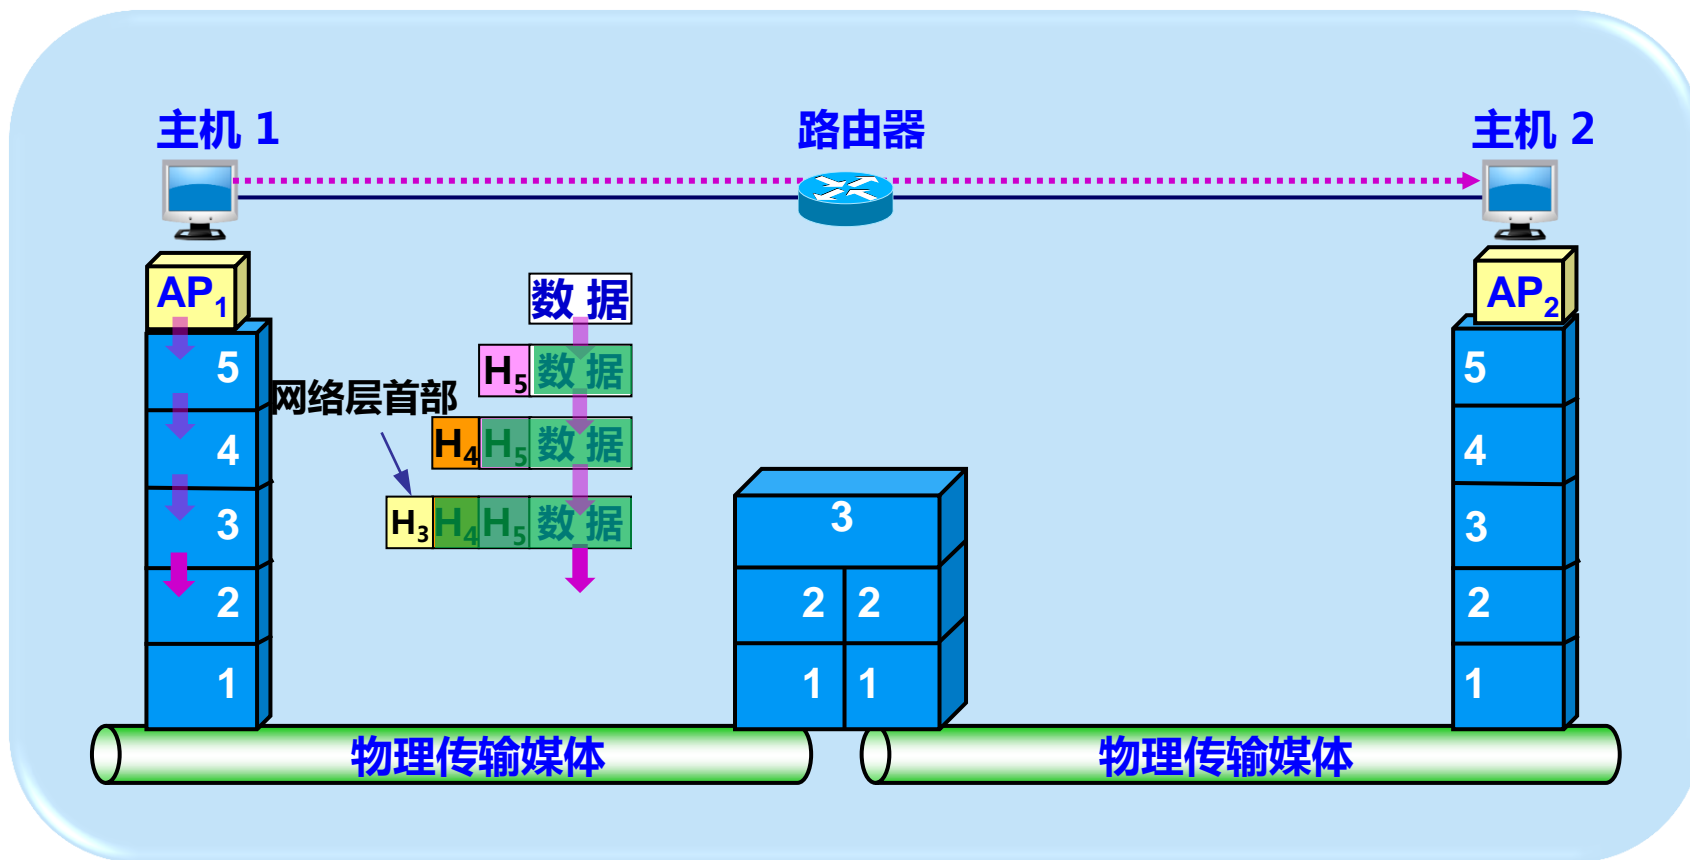 主机 1
路由器
主机 2
AP1
数 据
AP2
5
H5 数 据
5
网络层首部
4
H4 H5 数 据
4
3
H3 H4 H5 数 据
3
3
2
2 2
2
1
1 1
1
物理传输媒体
物理传输媒体